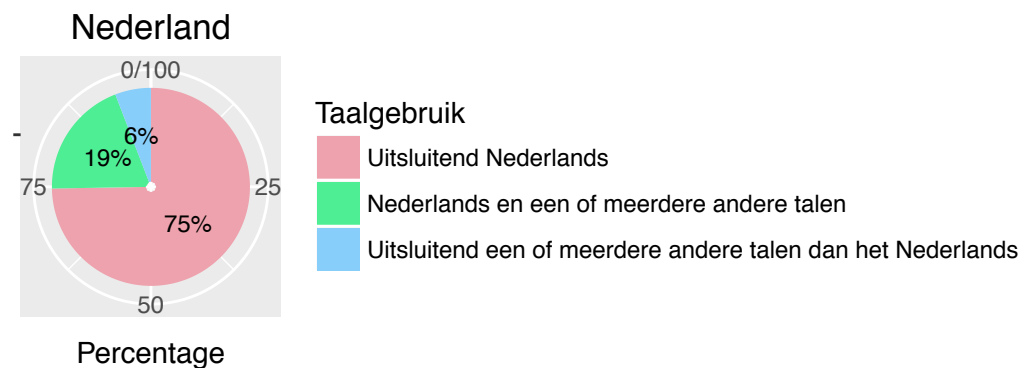 Nederland
0/100
6%
19%
75
25
75%
50
Percentage
Taalgebruik
Uitsluitend Nederlands
Nederlands en een of meerdere andere talen
Uitsluitend een of meerdere andere talen dan het Nederlands